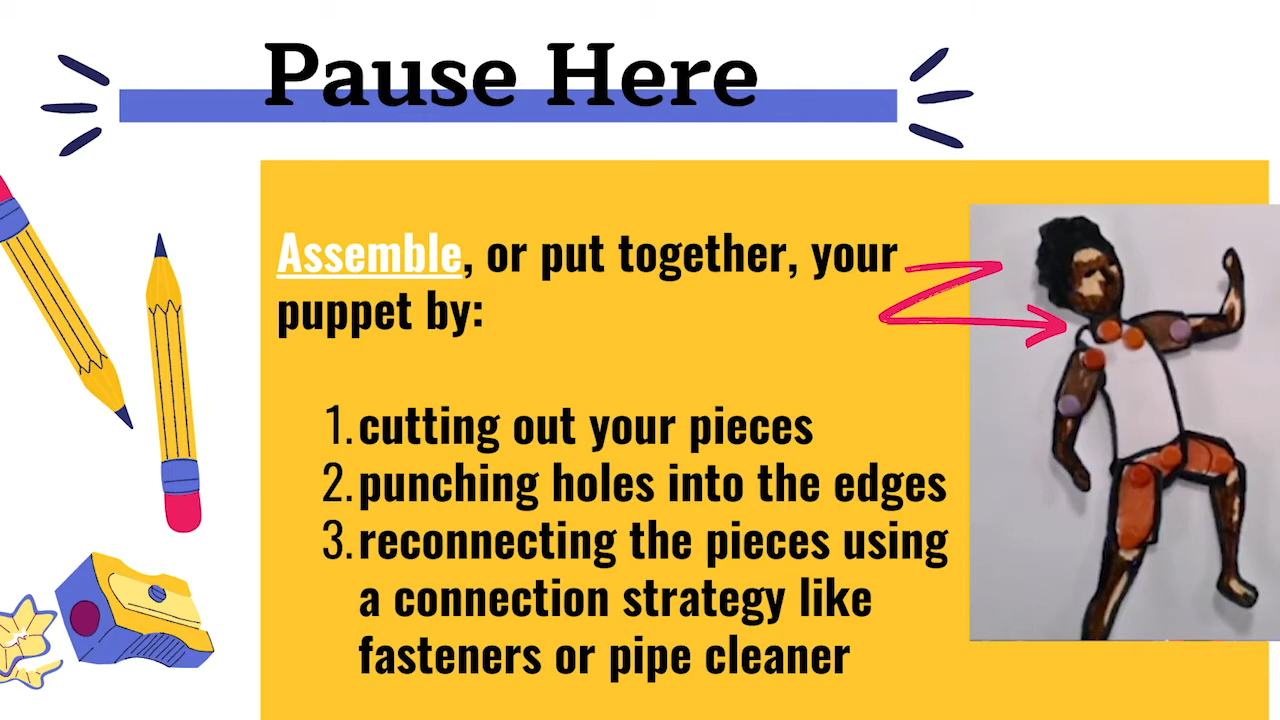 Pause Here
Assemble, or put together, your
puppet by:
1. cutting out your pieces
2. punching holes into the edges
3. reconnecting the pieces using
a connection strategy like
fasteners or pipe cleaner